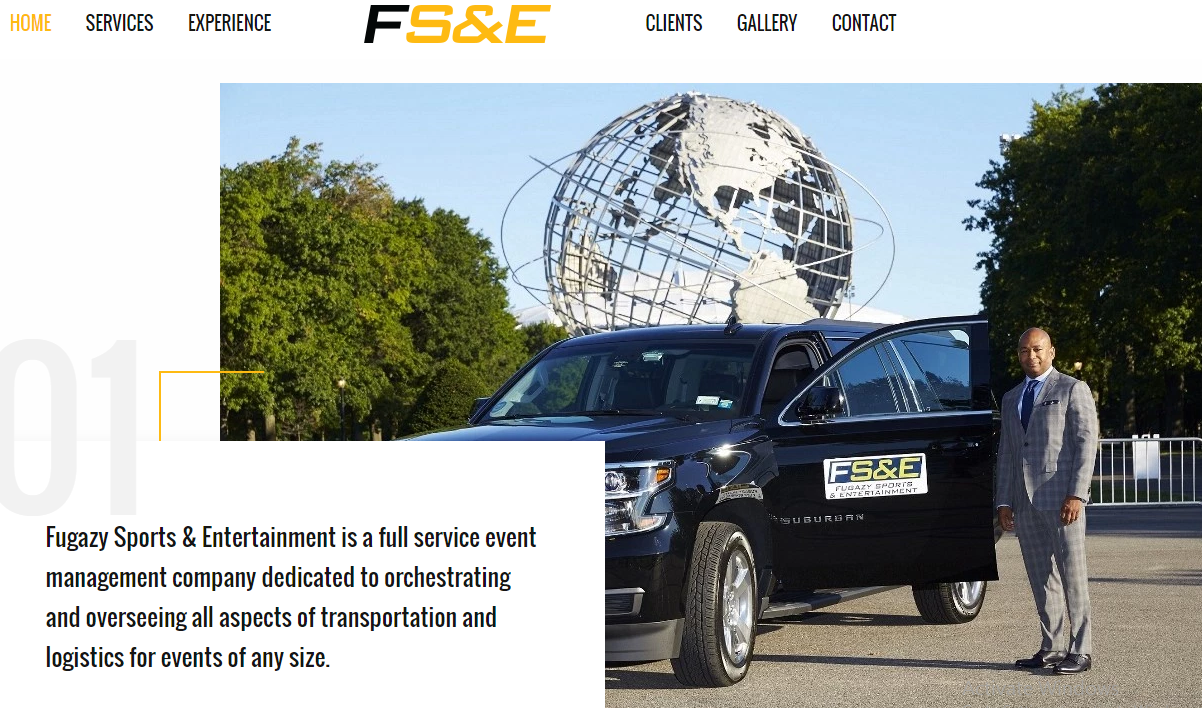 HOME SERVICES EXPERIENCE FS&E CLIENTS GALLERY CONTACT
01
FS&E
FUGAZY SPORTS
& ENTERTAINMENT
SUBURBAN
Fugazy Sports & Entertainment is a full service event
management company dedicated to orchestrating
and overseeing all aspects of transportation and
logistics for events of any size.